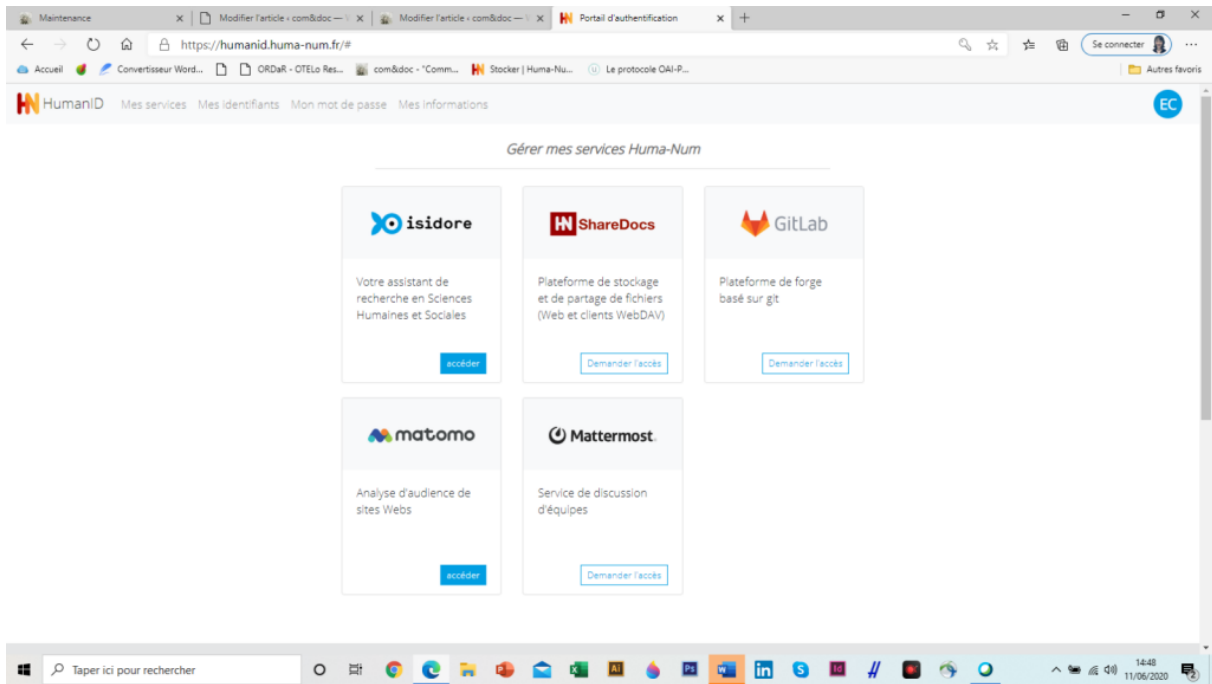 Maintenance
Modifier l'article ‹ com&doc —
Modifier l'article ‹ com&doc —
Portail d'authentification
https://humanid.huma-num.fr/#
Se connecter
Accueil
Convertisseur Word...
ORDaR - OTELo Res...
com&doc - "Comm...
Stocker | Huma-Nu...
Le protocole OAI-P...
Autres favoris
HumanID Mes services Mes identifiants Mon mot de passe Mes informations
EC
Gérer mes services Huma-Num
isidore
HN ShareDocs
GitLab
Votre assistant de
recherche en Sciences
Humaines et Sociales
Plateforme de stockage
et de partage de fichiers
(Web et clients WebDAV)
Plateforme de forge
basé sur git
accéder
Demander l'accès
Demander l'accès
matomo
Mattermost
Analyse d'audience de
sites Webs
Service de discussion
d'équipes
accéder
Demander l'accès
Taper ici pour rechercher
14:48
11/06/2020